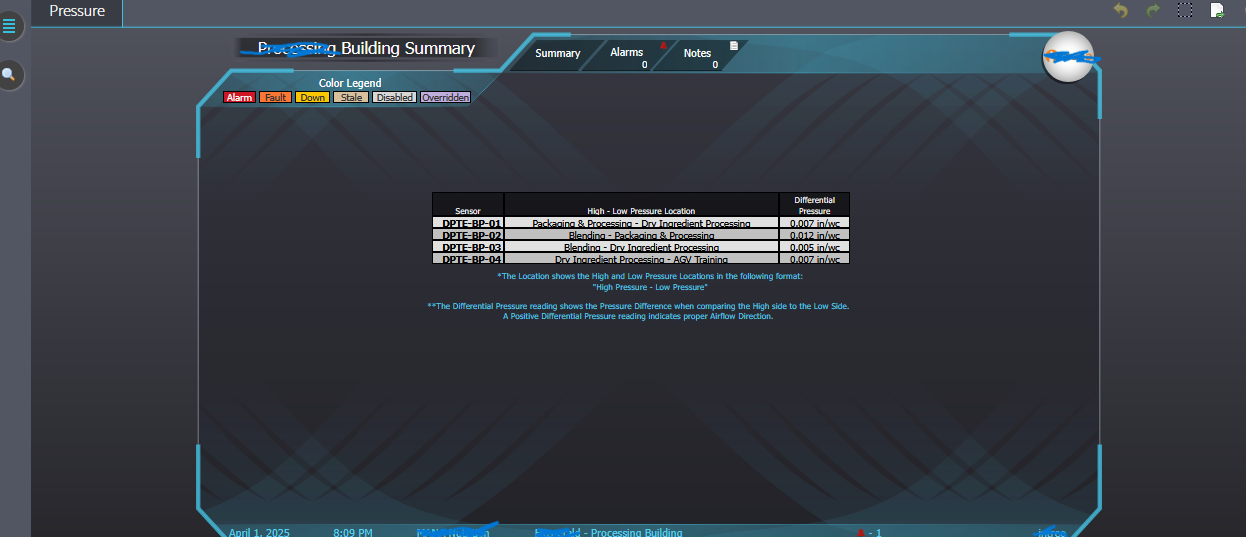 Pressure
Processing Building Summary
Summary
Alarms
0
Notes
0
Color Legend
Alarm Fault Down Stale Disabled Overridden
Sensor High - Low Pressure Location Differential Pressure
DPTE-BP-01 Packaging & Processing - Dry Ingredient Processing 0.007 in/wc
DPTE-BP-02 Blending - Packaging & Processing 0.012 in/wc
DPTE-BP-03 Blending - Dry Ingredient Processing 0.005 in/wc
DPTE-BP-04 Dry Ingredient Processing - AGV Training 0.007 in/wc
*The Location shows the High and Low Pressure Locations in the following format:
"High Pressure - Low Pressure"
**The Differential Pressure reading shows the Pressure Difference when comparing the High side to the Low Side.
A Positive Differential Pressure reading indicates proper Airflow Direction.
April 1, 2025 8:09 PM - Processing Building - 1